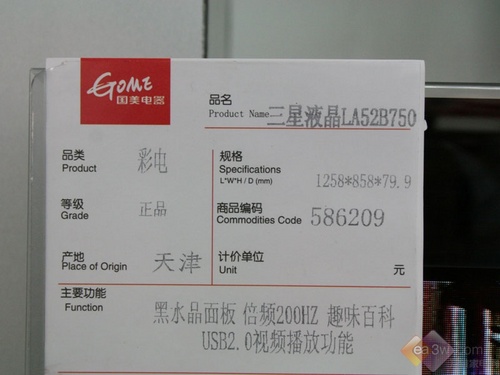 GOME
国美电器
品名
Product Name 三星液晶LA52B750
品类 彩电
Product
规格
Specifications
L*W*H / D (mm) 1258*858*79.9
等级 正品
Grade
商品编码
Commodities Code 586209
产地 天津
Place of Origin
计价单位 元
Unit
主要功能
Function
黑水晶面板 倍频200HZ 趣味百科
USB2.0视频播放功能